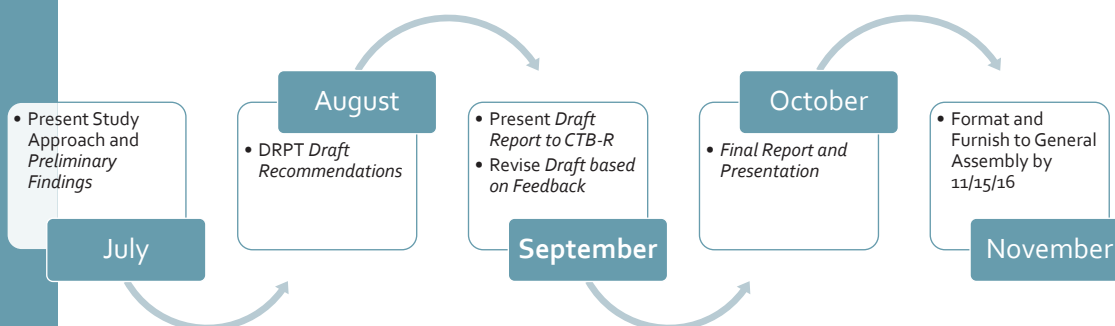 • Present Study
Approach and
Preliminary
Findings
July
August
• DRPT Draft
Recommendations
• Present Draft
Report to CTB-R
• Revise Draft based
on Feedback
September
October
• Final Report and
Presentation
• Format and
Furnish to General
Assembly by
11/15/16
November